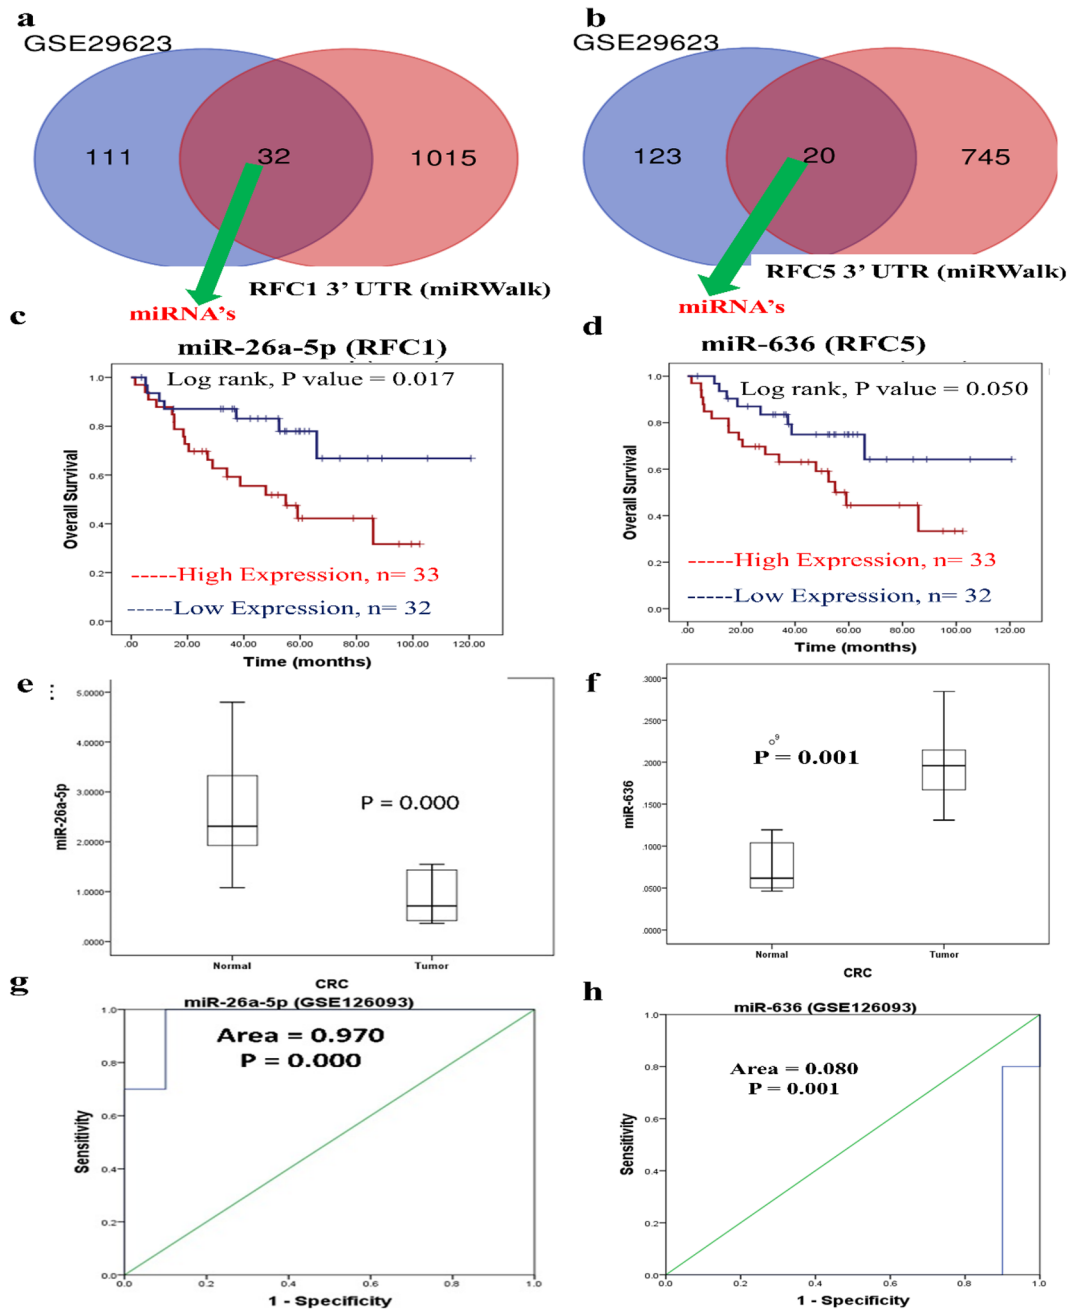 a
GSE29623
111
32
1015
RFC1 3’ UTR (miRWalk)
miRNA’s
b
GSE29623
123
20
745
RFC5 3’ UTR (miRWalk)
miRNA’s
c
miR-26a-5p (RFC1)
Log rank, P value = 0.017
Overall Survival
1.0
0.8
0.6
0.4
0.2
0.0
-----High Expression, n= 33
-----Low Expression, n= 32
.00 20.00 40.00 60.00 80.00 100.00 120.00
Time (months)
d
miR-636 (RFC5)
Log rank, P value = 0.050
Overall Survival
1.0
0.8
0.6
0.4
0.2
0.0
-----High Expression, n= 33
-----Low Expression, n= 32
.00 20.00 40.00 60.00 80.00 100.00 120.00
Time (months)
e
miR-26a-5p
5.0000
4.0000
3.0000
2.0000
1.0000
.0000
P = 0.000
Normal Tumor
CRC
f
miR-636
.3000
.2500
.2000
.1500
.1000
.0500
.0000
9
P = 0.001
Normal Tumor
CRC
g
miR-26a-5p (GSE126093)
Area = 0.970
P = 0.000
Sensitivity
1.0
0.8
0.6
0.4
0.2
0.0
0.0 0.2 0.4 0.6 0.8 1.0
1 - Specificity
h
miR-636 (GSE126093)
Area = 0.080
P = 0.001
Sensitivity
1.0
0.8
0.6
0.4
0.2
0.0
0.0 0.2 0.4 0.6 0.8 1.0
1 - Specificity